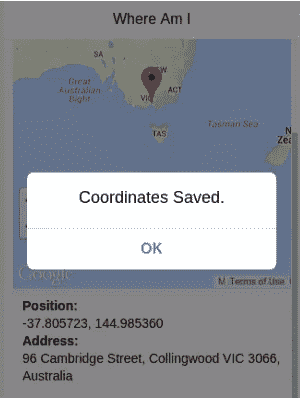 Where Am I
SA
Great
Australian
Bight
W
ACT
VIC
TAS
Tasman Sea
N
Zea
Coordinates Saved.
OK
Google
M Terms of Use
Position:
-37.805723, 144.985360
Address:
96 Cambridge Street, Collingwood VIC 3066,
Australia